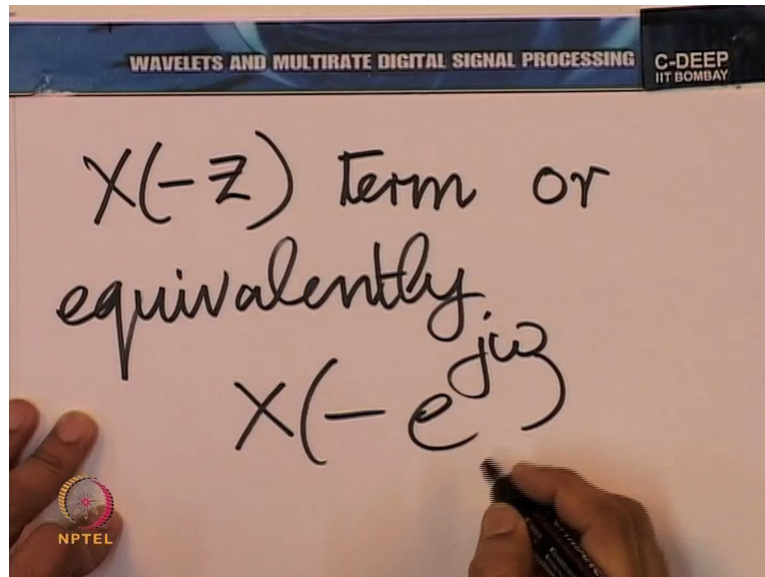 WAVELETS AND MULTIRATE DIGITAL SIGNAL PROCESSING
C-DEEP
IIT BOMBAY
X(-Z) term or
equivalently
X(-e^{jω})
NPTEL